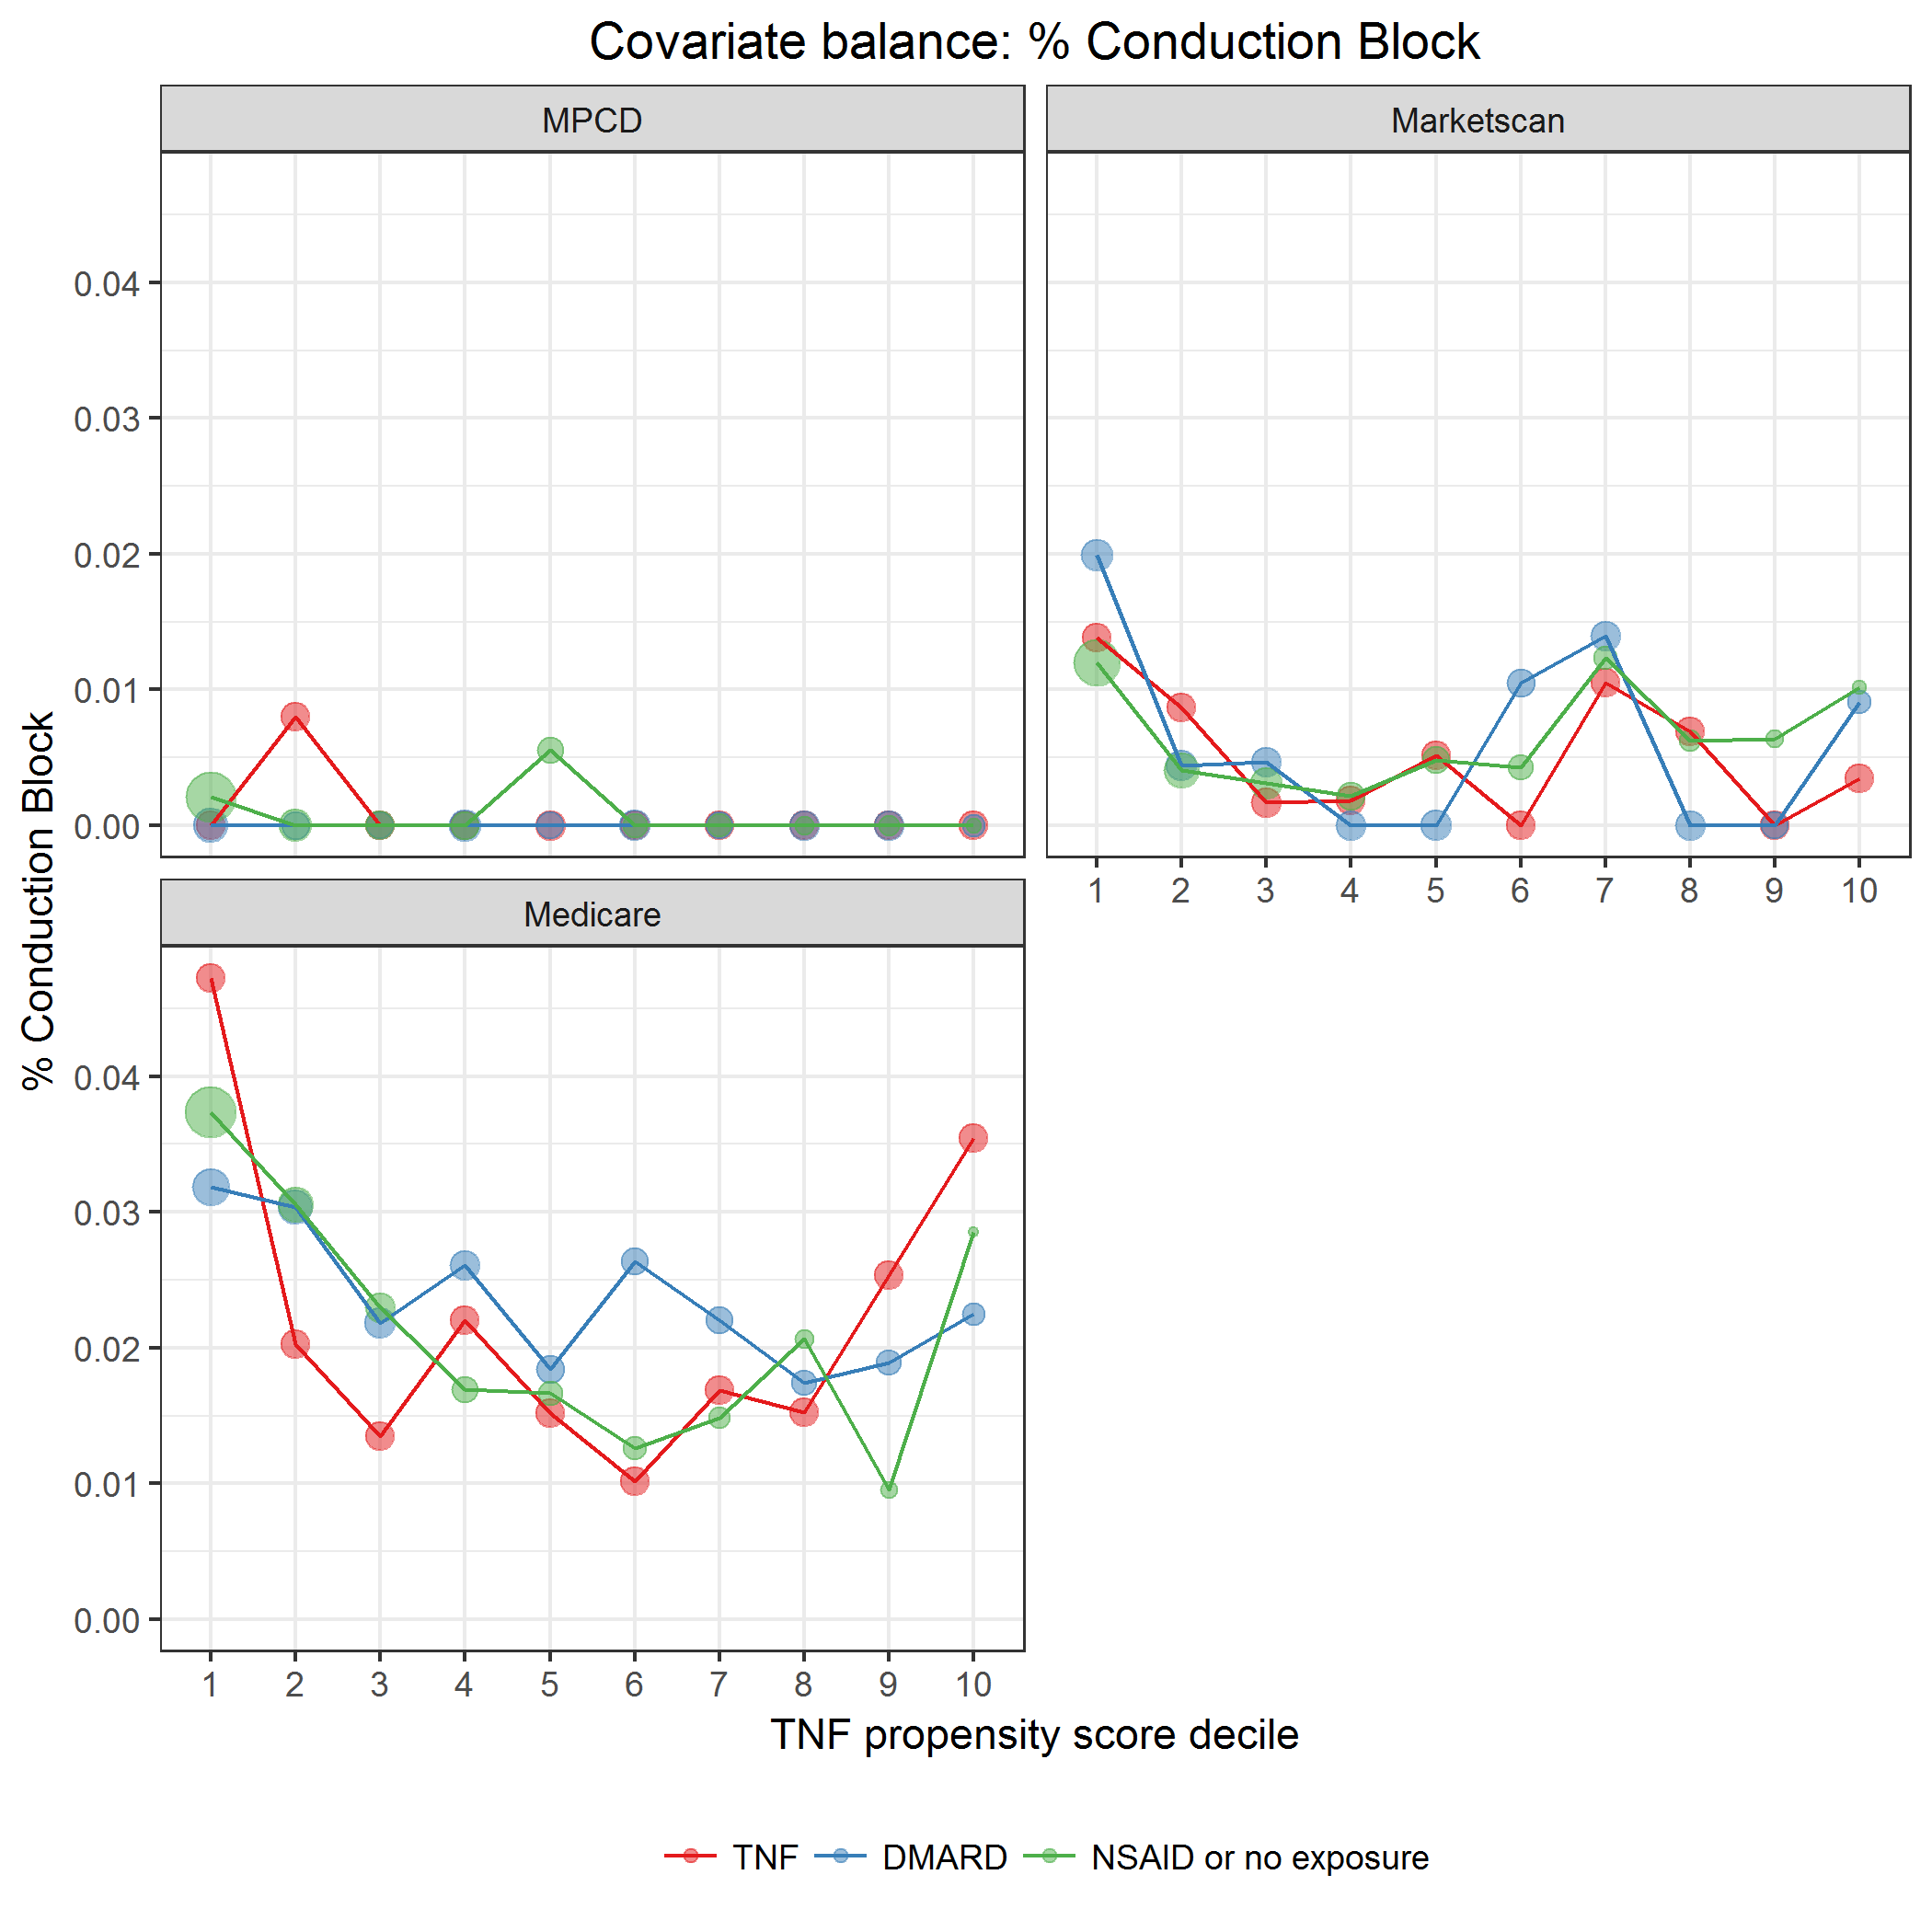 Covariate balance: % Conduction Block
MPCD
Marketscan
0.04
0.03
0.02
0.01
0.00
1 2 3 4 5 6 7 8 9 10
% Conduction Block
Medicare
0.04
0.03
0.02
0.01
0.00
1 2 3 4 5 6 7 8 9 10
TNF propensity score decile
TNF DMARD NSAID or no exposure